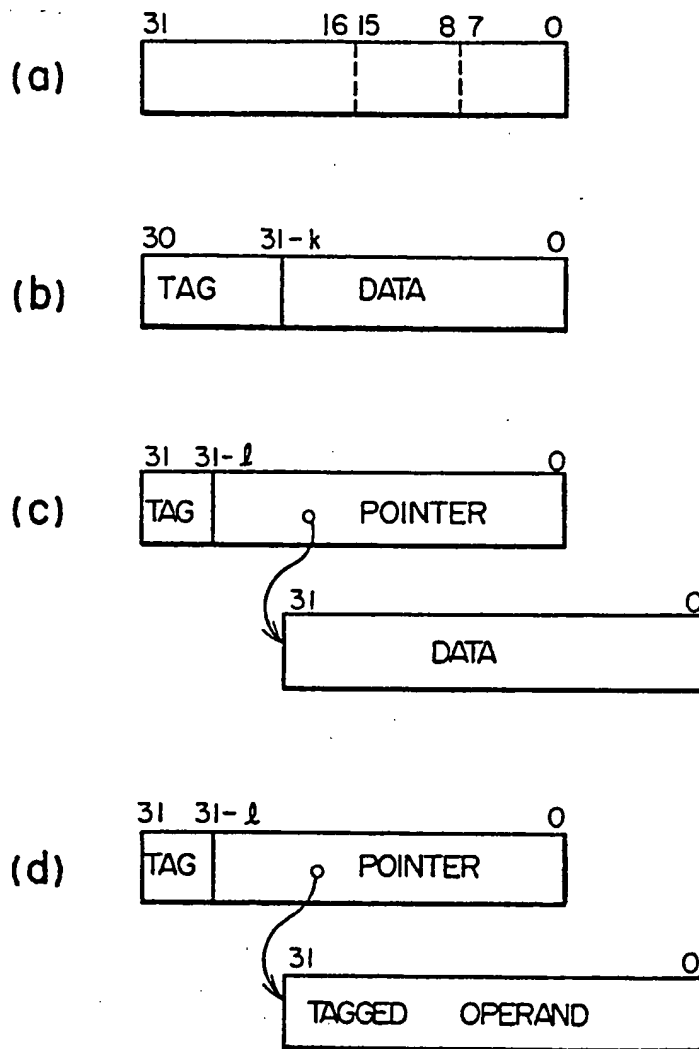 31 16 15 8 7 0
(a)
30 31-k 0
(b) TAG DATA
31 31-l 0
(c) TAG POINTER
31 0
DATA
31 31-l 0
(d) TAG POINTER
31 0
TAGGED OPERAND